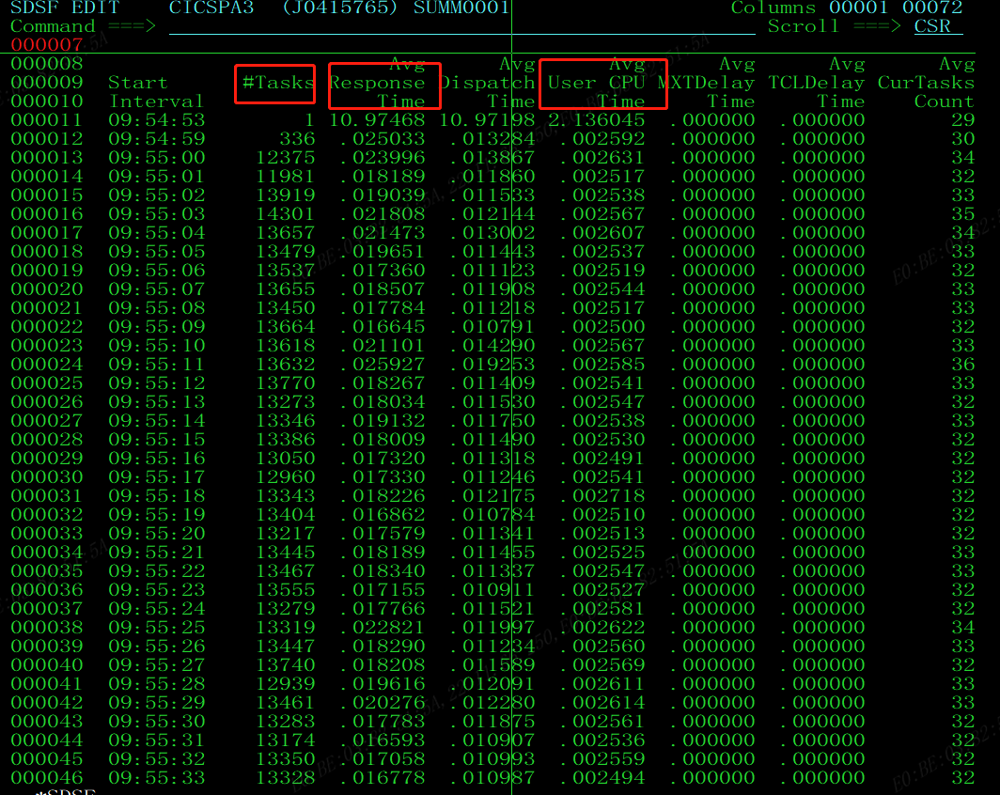 SDSF EDIT    CICSPA3  (J0415765) SUMM0001                  Columns 00001 00072
Command ===>                                                  Scroll ===> CSR
000007
000008                            Avg      Avg      Avg      Avg      Avg      Avg
000009  Start      #Tasks Response Dispatch User CPU MXTDelay TCLDelay CurTasks
000010  Interval             Time     Time     Time     Time     Time    Count
000011  09:54:53        1 10.97468 10.97198 2.136045  .000000  .000000       29
000012  09:54:59      336  .025033  .013284  .002592  .000000  .000000       30
000013  09:55:00    12375  .023996  .013867  .002631  .000000  .000000       34
000014  09:55:01    11981  .018189  .011860  .002517  .000000  .000000       32
000015  09:55:02    13919  .019039  .011533  .002538  .000000  .000000       33
000016  09:55:03    14301  .021808  .012144  .002567  .000000  .000000       35
000017  09:55:04    13657  .021473  .013002  .002607  .000000  .000000       34
000018  09:55:05    13479  .019651  .011443  .002537  .000000  .000000       33
000019  09:55:06    13537  .017360  .011123  .002519  .000000  .000000       32
000020  09:55:07    13655  .018507  .011908  .002544  .000000  .000000       33
000021  09:55:08    13450  .017784  .011218  .002517  .000000  .000000       33
000022  09:55:09    13664  .016645  .010791  .002500  .000000  .000000       32
000023  09:55:10    13618  .021101  .014290  .002567  .000000  .000000       33
000024  09:55:11    13632  .025927  .019253  .002585  .000000  .000000       36
000025  09:55:12    13770  .018267  .011409  .002541  .000000  .000000       33
000026  09:55:13    13273  .018034  .011530  .002547  .000000  .000000       32
000027  09:55:14    13346  .019132  .011750  .002538  .000000  .000000       33
000028  09:55:15    13386  .018009  .011490  .002530  .000000  .000000       32
000029  09:55:16    13050  .017320  .011318  .002491  .000000  .000000       32
000030  09:55:17    12960  .017330  .011246  .002541  .000000  .000000       32
000031  09:55:18    13343  .018226  .012175  .002718  .000000  .000000       32
000032  09:55:19    13404  .016862  .010784  .002510  .000000  .000000       32
000033  09:55:20    13217  .017579  .011341  .002513  .000000  .000000       32
000034  09:55:21    13445  .018189  .011455  .002525  .000000  .000000       33
000035  09:55:22    13467  .018340  .011337  .002547  .000000  .000000       33
000036  09:55:23    13555  .017155  .010911  .002527  .000000  .000000       32
000037  09:55:24    13279  .017766  .011521  .002581  .000000  .000000       32
000038  09:55:25    13319  .022821  .011997  .002622  .000000  .000000       34
000039  09:55:26    13447  .018290  .011234  .002560  .000000  .000000       33
000040  09:55:27    13740  .018208  .011589  .002569  .000000  .000000       33
000041  09:55:28    12939  .019616  .012091  .002611  .000000  .000000       33
000042  09:55:29    13461  .020276  .012280  .002614  .000000  .000000       33
000043  09:55:30    13283  .017783  .011875  .002561  .000000  .000000       32
000044  09:55:31    13174  .016593  .010907  .002536  .000000  .000000       32
000045  09:55:32    13350  .017058  .010993  .002559  .000000  .000000       32
000046  09:55:33    13328  .016778  .010987  .002494  .000000  .000000       32